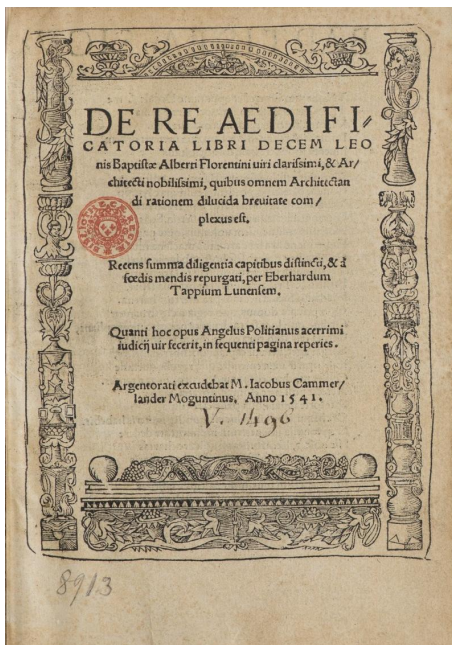 DE RE AEDIFI⸗
CATORIA LIBRI DECEM LEO
nis Baptistæ Alberti Florentini uiri clarissimi, & Ar/
chitecti nobilissimi, quibus omnem Architectan
di rationem dilucida breuitate com/
plexus est.
Recens summa diligentia capitibus distincti, & à
fœdis mendis repurgati, per Eberhardum
Tappium Lunensem.
Quanti hoc opus Angelus Politianus acerrimi
iudicij uir fecerit, in sequenti pagina reperies.
Argentorati excudebat M. Iacobus Cammer/
lander Moguntinus. Anno 1541.
V. 1496
8913